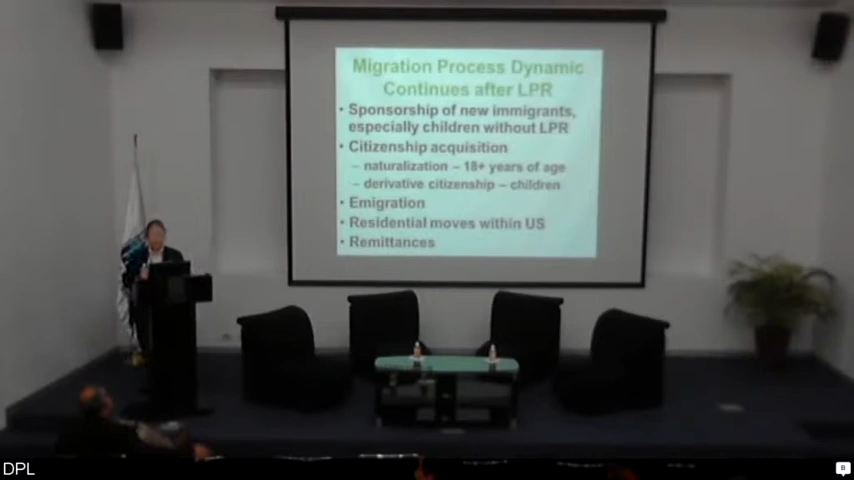 Migration Process Dynamic
Continues after LPR
• Sponsorship of new immigrants,
especially children without LPR
• Citizenship acquisition
– naturalization – 18+ years of age
– derivative citizenship – children
• Emigration
• Residential moves within US
• Remittances
DPL